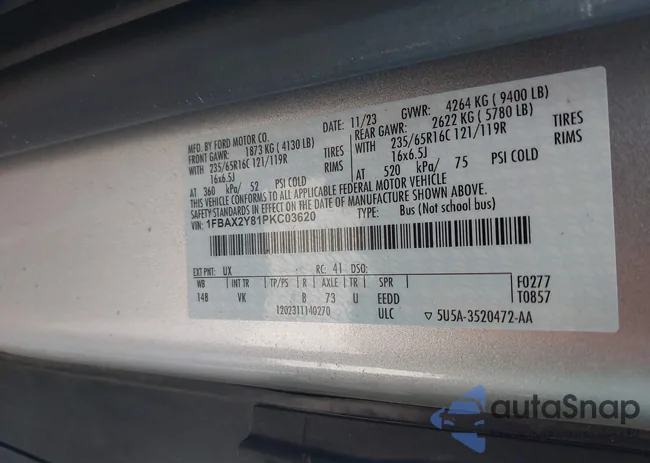 MFD. BY FORD MOTOR CO.
DATE: 11/23 GVWR: 4264 KG ( 9400 LB)
FRONT GAWR: 1873 KG ( 4130 LB) REAR GAWR: 2622 KG ( 5780 LB)
WITH 235/65R16C 121/119R TIRES WITH 235/65R16C 121/119R TIRES
16x6.5J RIMS 16x6.5J RIMS
AT 360 kPa/ 52 PSI COLD AT 520 kPa/ 75 PSI COLD
THIS VEHICLE CONFORMS TO ALL APPLICABLE FEDERAL MOTOR VEHICLE
SAFETY STANDARDS IN EFFECT ON THE DATE OF MANUFACTURE SHOWN ABOVE.
VIN: 1FBAX2Y81PKC03620 TYPE: Bus (Not school bus)
EXT PNT: UX RC: 41 DSO:
WB INT TR TP/PS R AXLE TR SPR F0277
148 VK B 73 U EEDD T0857
1202311140270 ULC ▽ 5U5A-3520472-AA
autoSnap